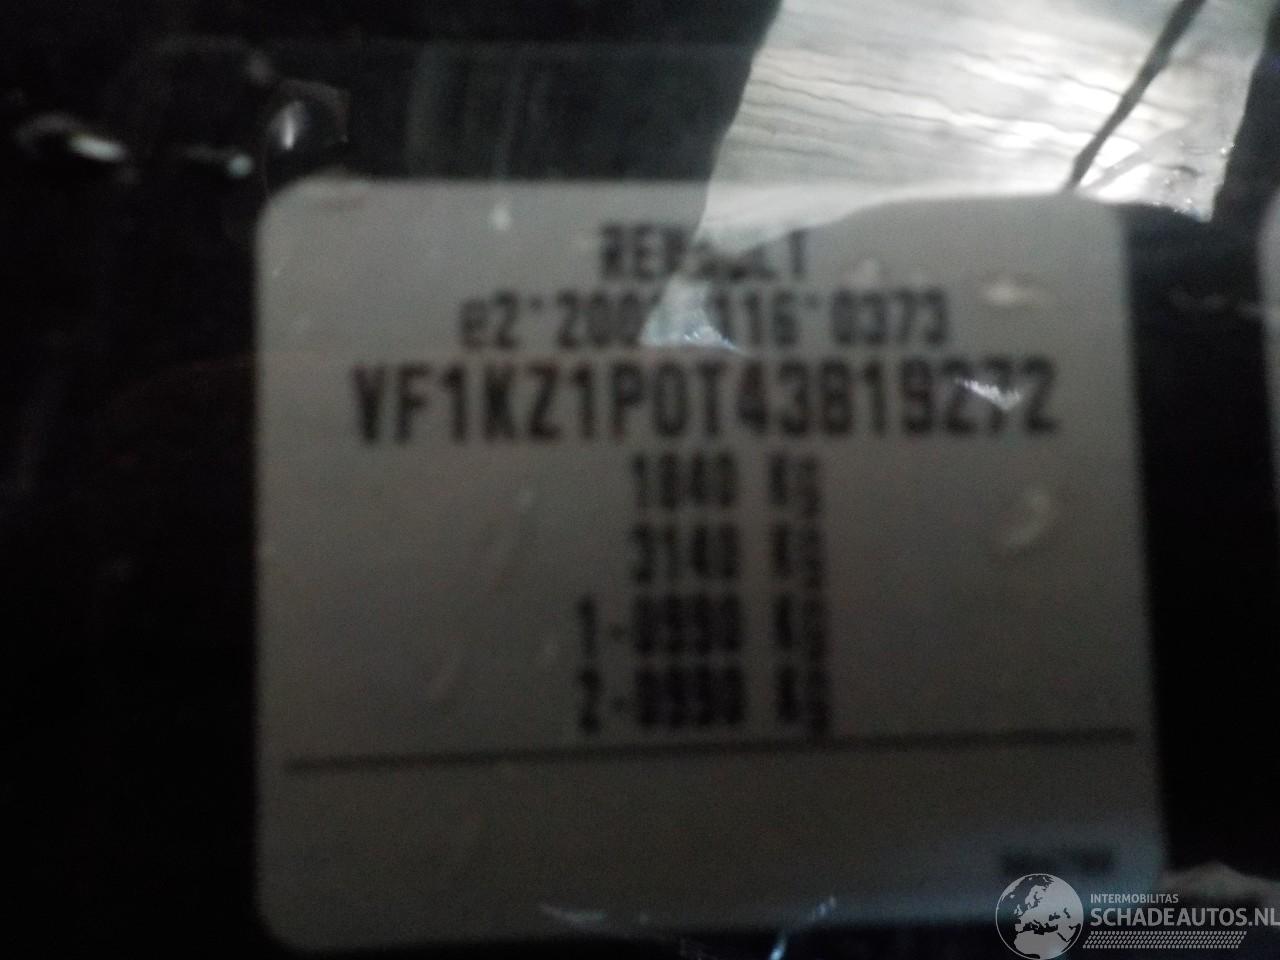 RENAULT
e2*2001/116*0373
VF1KZ1P0T43819272
1840 Kg
3140 Kg
1-0990 Kg
2-0990 Kg
INTERMOBILITAS
SCHADEAUTOS.NL